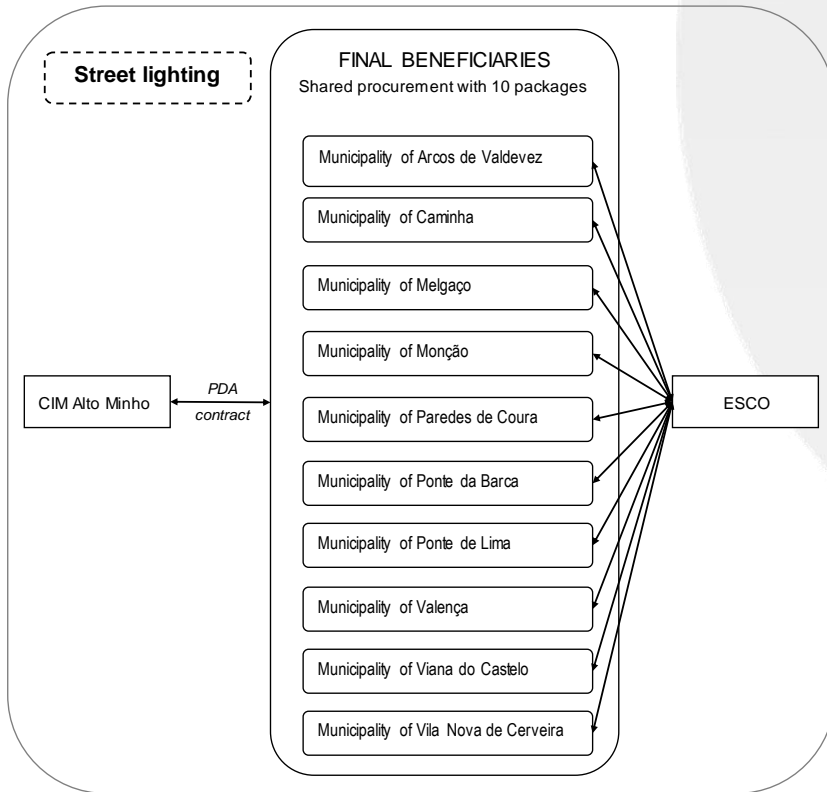 Street lighting
FINAL BENEFICIARIES
Shared procurement with 10 packages
Municipality of Arcos de Valdevez
Municipality of Caminha
Municipality of Melgaço
Municipality of Monção
Municipality of Paredes de Coura
Municipality of Ponte da Barca
Municipality of Ponte de Lima
Municipality of Valença
Municipality of Viana do Castelo
Municipality of Vila Nova de Cerveira
CIM Alto Minho
PDA
contract
ESCO